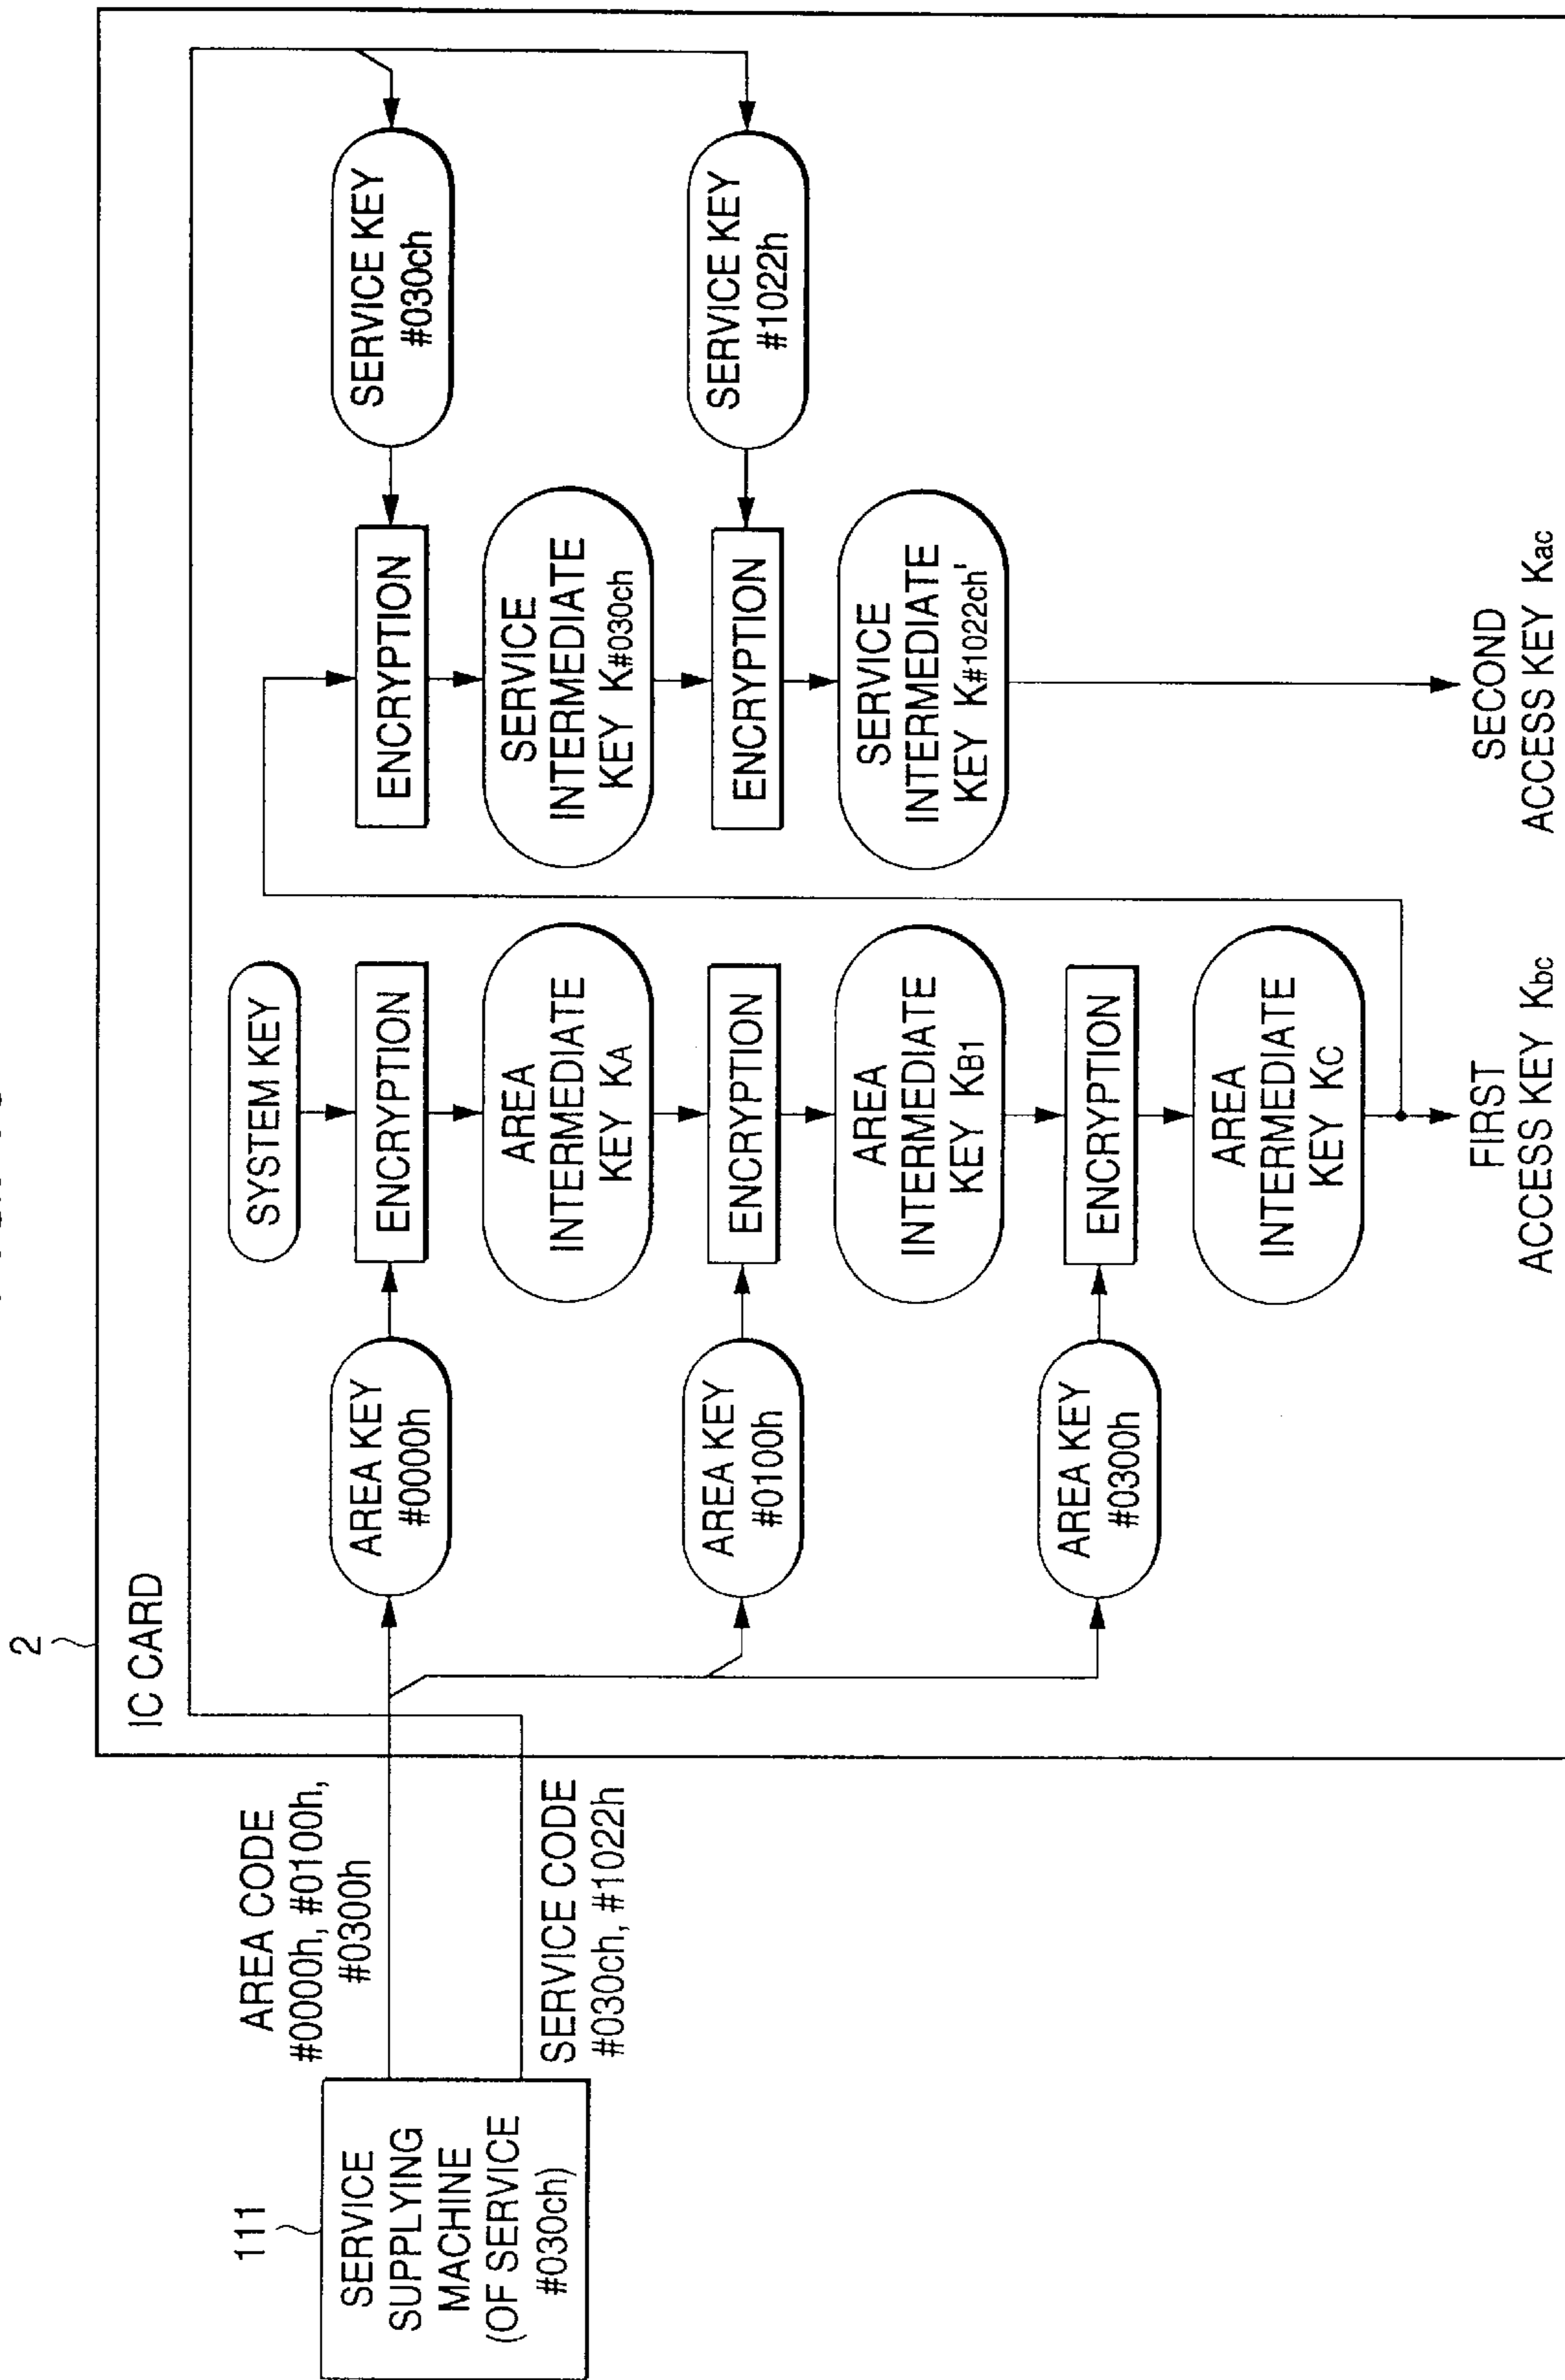 2
IC CARD
111
SERVICE
SUPPLYING
MACHINE
(OF SERVICE
#030ch)
AREA CODE
#0000h, #0100h,
#0300h
SERVICE CODE
#030ch, #1022h
AREA KEY
#0000h
AREA KEY
#0100h
AREA KEY
#0300h
SYSTEM KEY
ENCRYPTION
AREA
INTERMEDIATE
KEY KA
ENCRYPTION
AREA
INTERMEDIATE
KEY KB1
ENCRYPTION
AREA
INTERMEDIATE
KEY KC
FIRST
ACCESS KEY Kbc
ENCRYPTION
SERVICE
INTERMEDIATE
KEY K#030ch
ENCRYPTION
SERVICE
INTERMEDIATE
KEY K#1022ch'
SECOND
ACCESS KEY Kac
SERVICE KEY
#030ch
SERVICE KEY
#1022h